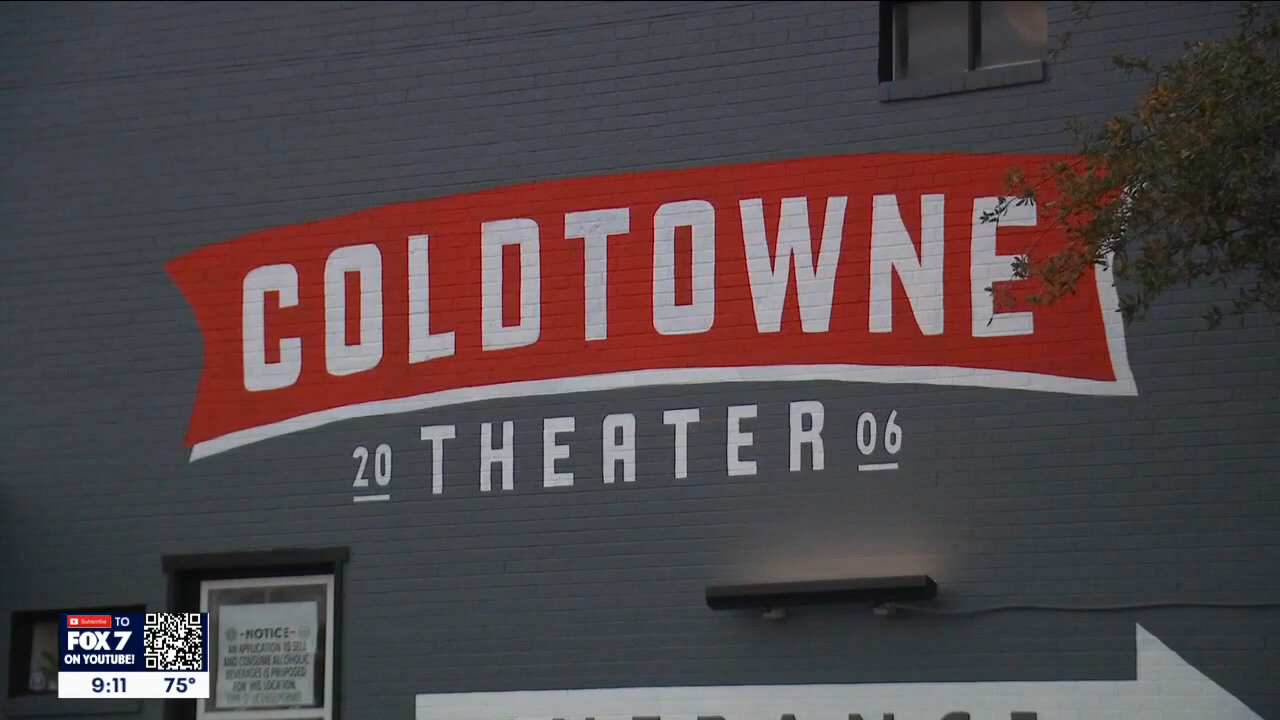 COLDTOWNE
20 THEATER 06
-NOTICE-
AN APPLICATION TO SELL
AND CONSUME ALCOHOLIC
BEVERAGES IS PROPOSED
FOR THIS LOCATION.
Subscribe TO
FOX 7
ON YOUTUBE!
9:11 75°